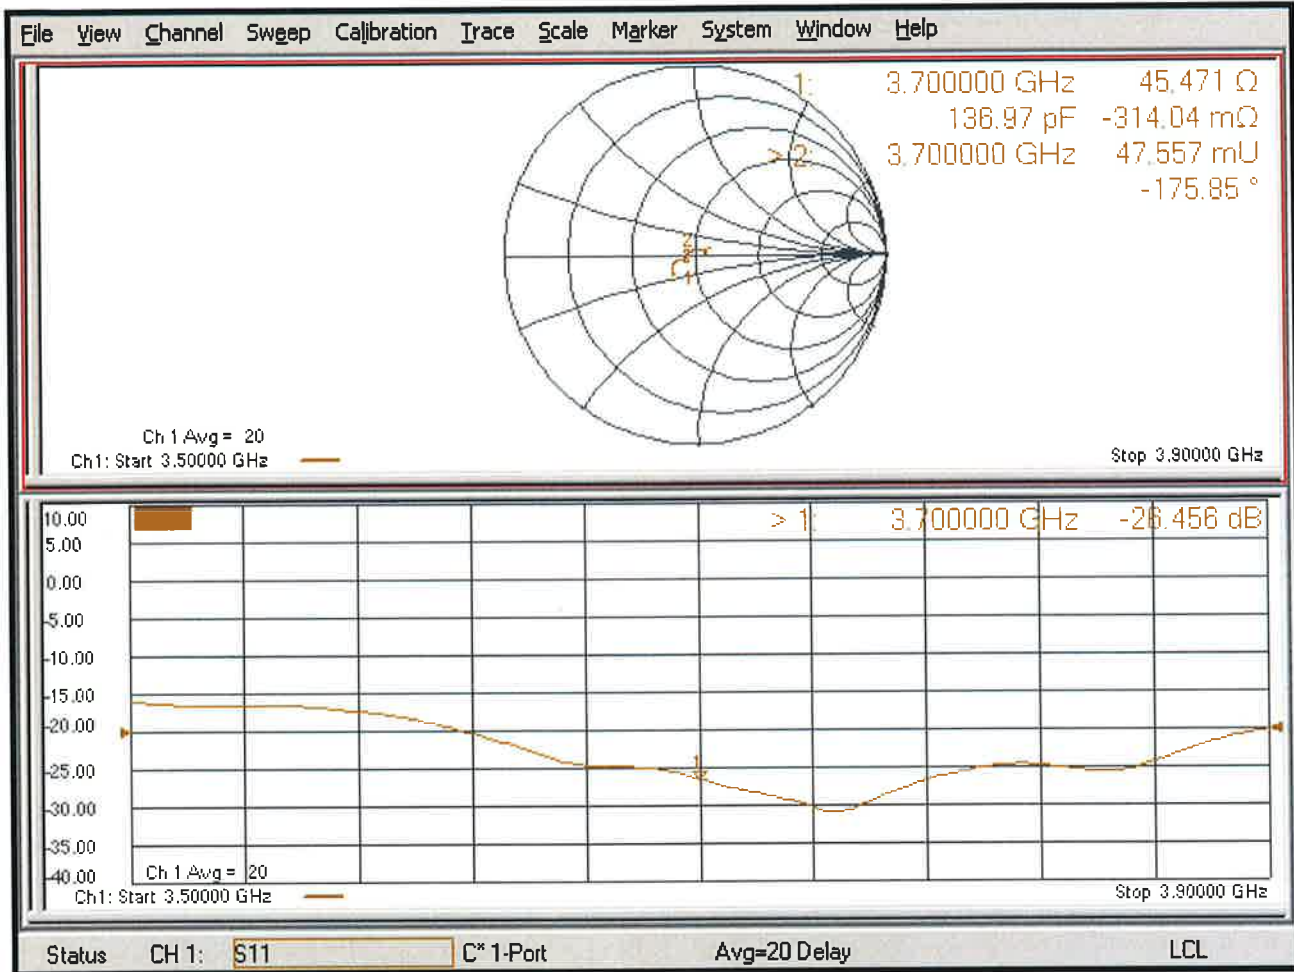 File View Channel Sweep Calibration Trace Scale Marker System Window Help
1: 3.700000 GHz 45.471 Ω
136.97 pF -314.04 mΩ
> 2: 3.700000 GHz 47.557 mU
-175.85 °
2
1
Ch 1 Avg = 20
Ch1: Start 3.50000 GHz
Stop 3.90000 GHz
10.00
> 1: 3.700000 GHz -26.456 dB
5.00
0.00
-5.00
-10.00
-15.00
-20.00
-25.00
1
-30.00
-35.00
-40.00
Ch 1 Avg = 20
Ch1: Start 3.50000 GHz
Stop 3.90000 GHz
Status CH 1: S11 C* 1-Port Avg=20 Delay LCL